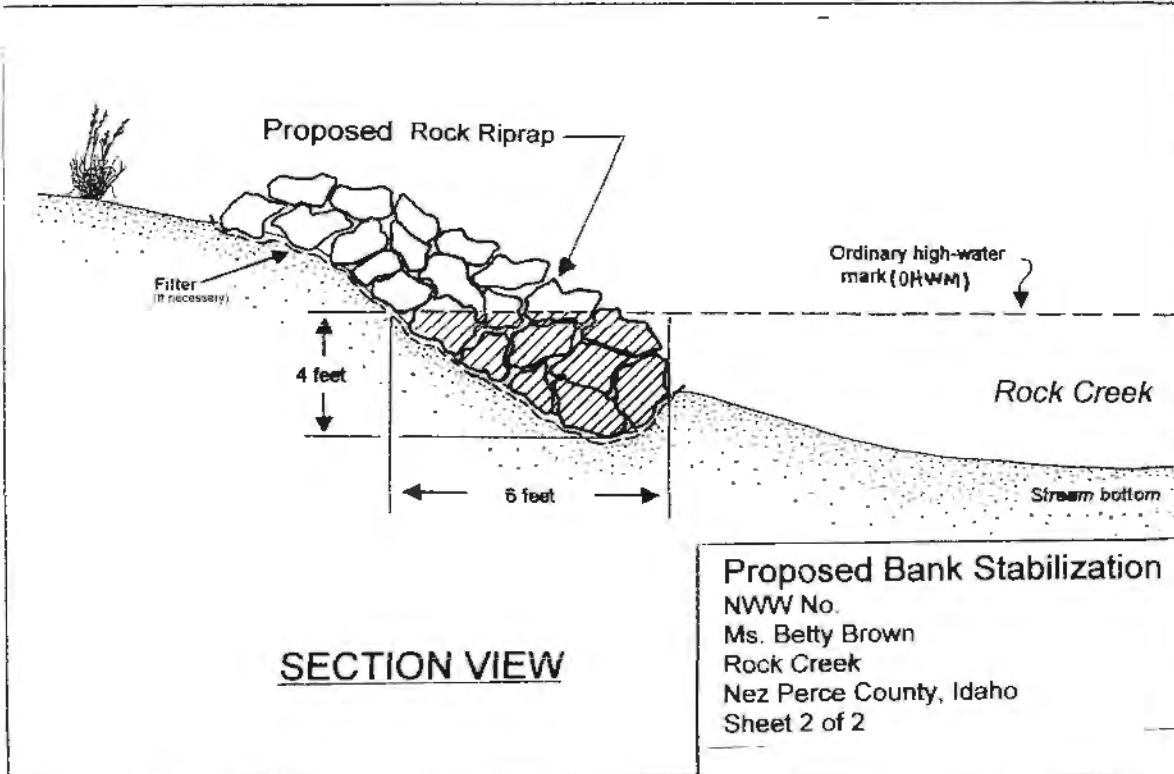 Proposed Rock Riprap
Ordinary high-water
mark (OHWM)
Filter
(if necessary)
4 feet
Rock Creek
6 feet
Stream bottom
SECTION VIEW
Proposed Bank Stabilization
NWW No.
Ms. Betty Brown
Rock Creek
Nez Perce County, Idaho
Sheet 2 of 2